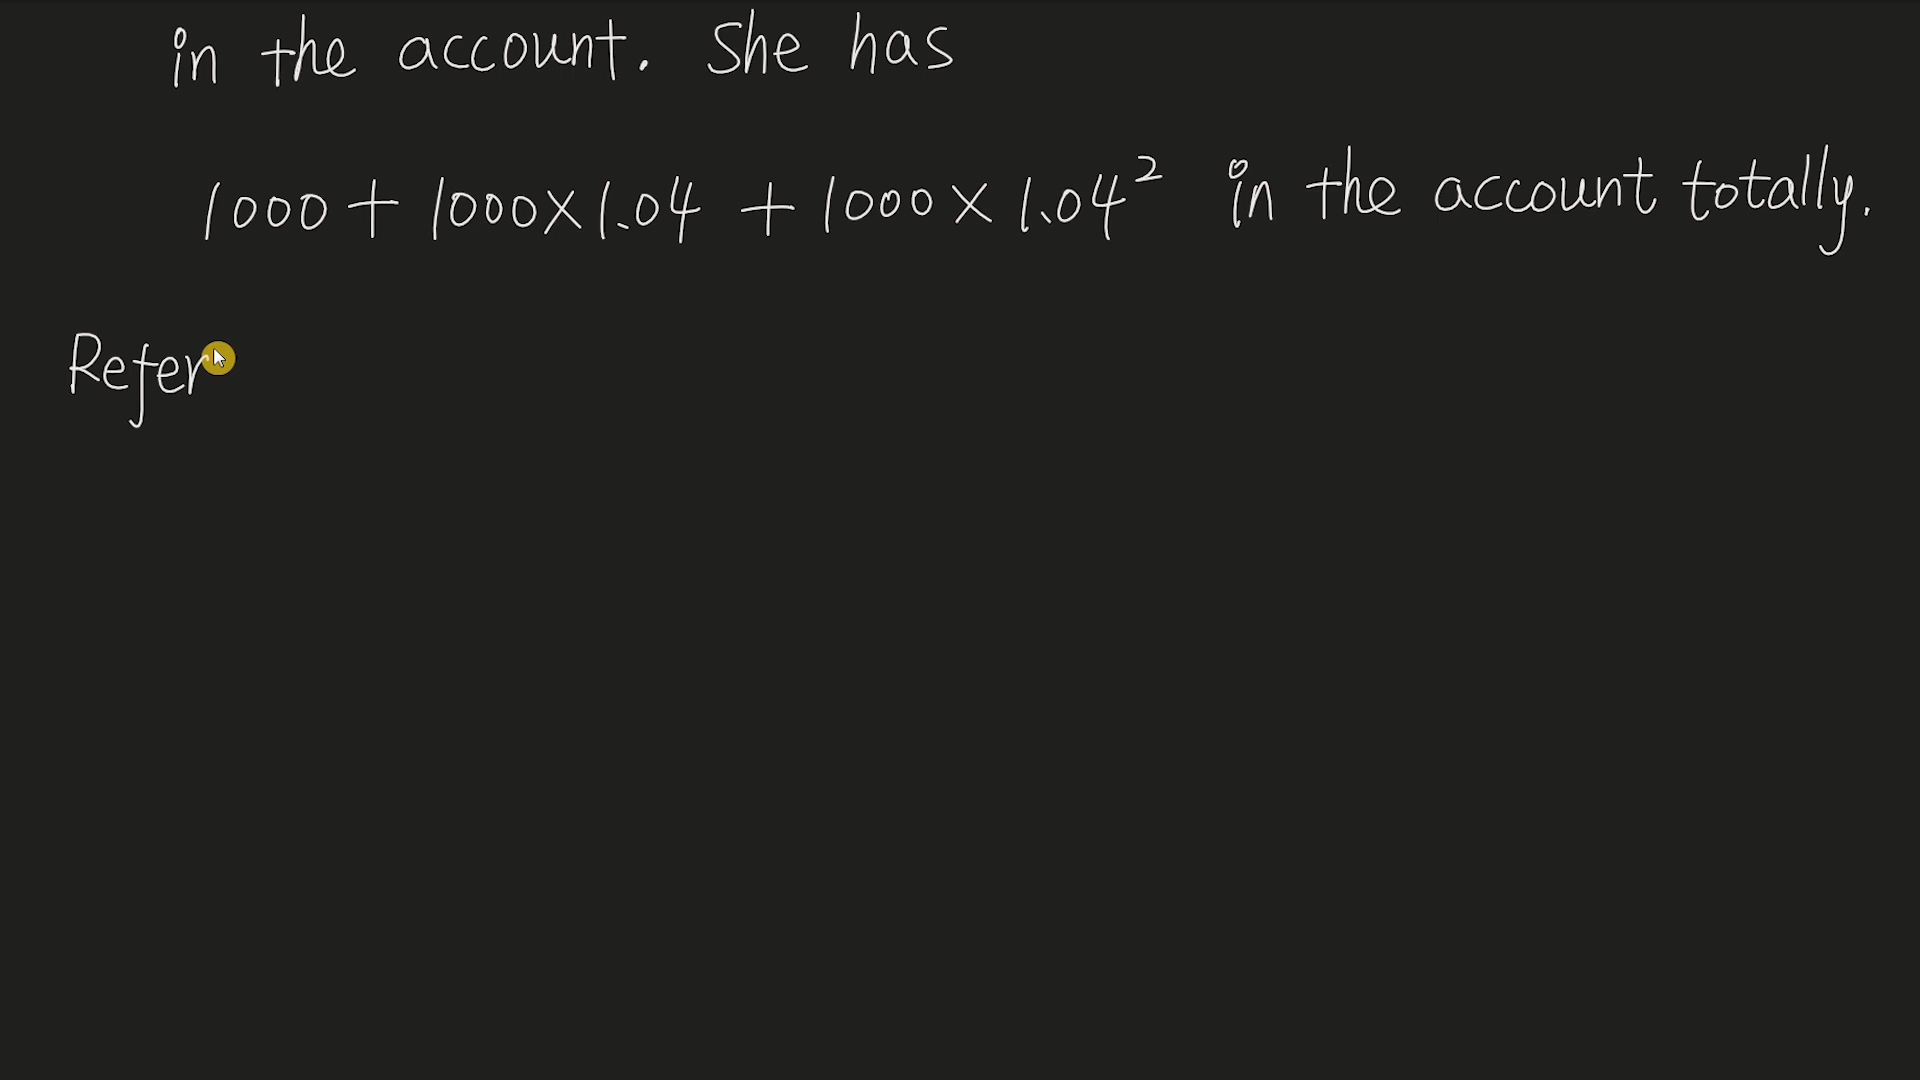 in the account. She has
1000 + 1000×1.04 + 1000×1.04² in the account totally.
Refer